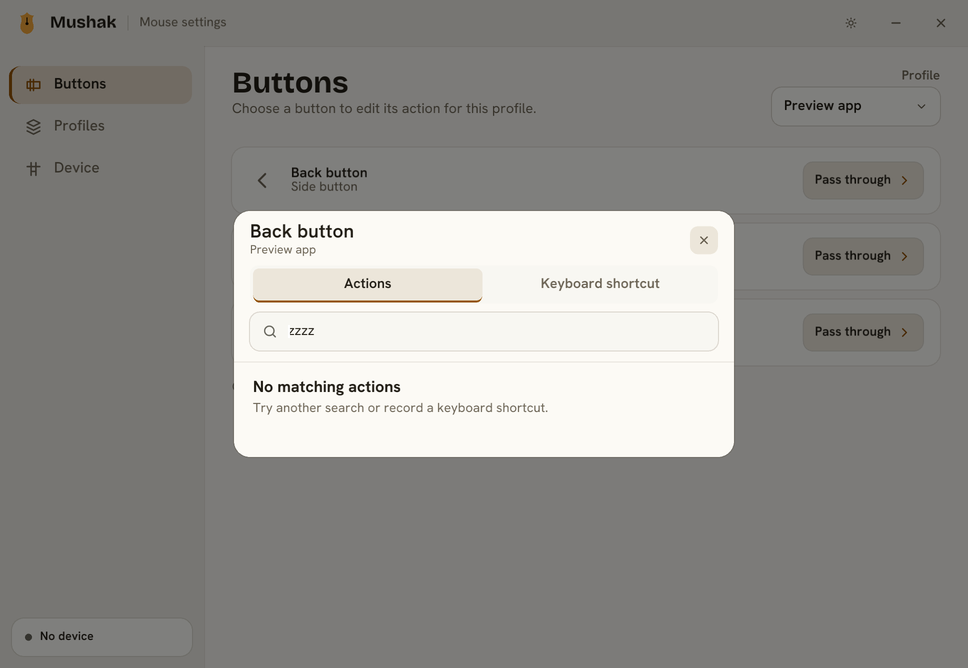 Mushak
Mouse settings
Buttons
Profiles
Device
No device
Buttons
Choose a button to edit its action for this profile.
Profile
Preview app
Back button
Side button
Pass through
Pass through
Pass through
Back button
Preview app
Actions
Keyboard shortcut
zzzz
No matching actions
Try another search or record a keyboard shortcut.